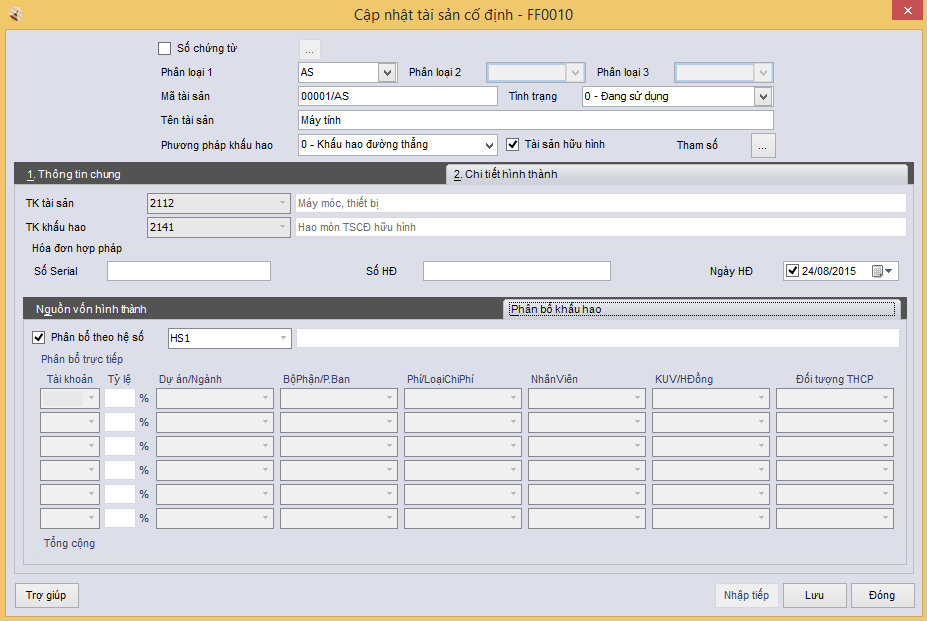 Cập nhật tài sản cố định - FF0010
Số chứng từ ...
Phân loại 1 AS Phân loại 2 Phân loại 3
Mã tài sản 00001/AS Tình trạng 0 - Đang sử dụng
Tên tài sản Máy tính
Phương pháp khấu hao 0 - Khấu hao đường thẳng Tài sản hữu hình Tham số ...
1. Thông tin chung 2. Chi tiết hình thành
TK tài sản 2112 Máy móc, thiết bị
TK khấu hao 2141 Hao mòn TSCĐ hữu hình
Hóa đơn hợp pháp
Số Serial Số HĐ Ngày HĐ 24/08/2015
Nguồn vốn hình thành Phân bổ khấu hao
Phân bổ theo hệ số HS1
Phân bổ trực tiếp
Tài khoản Tỷ lệ Dự án/Ngành BộPhận/P.Ban Phí/LoạiChiPhí NhânViên KUV/HĐồng Đối tượng THCP
%
%
%
%
%
%
Tổng cộng
Trợ giúp Nhập tiếp Lưu Đóng